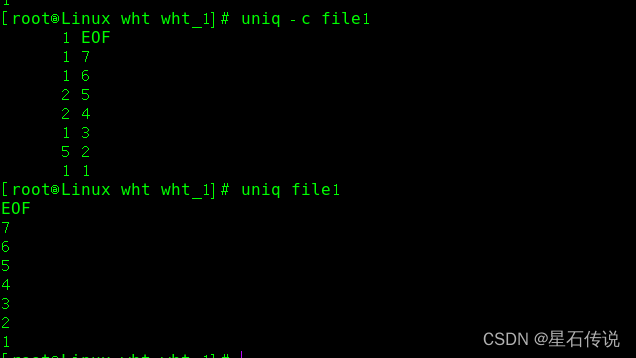 1
[root@Linux wht wht_1]# uniq -c file1
1 EOF
1 7
1 6
2 5
2 4
1 3
5 2
1 1
[root@Linux wht wht_1]# uniq file1
EOF
7
6
5
4
3
2
1
[root@Linux wht wht_1]#
CSDN @星石传说